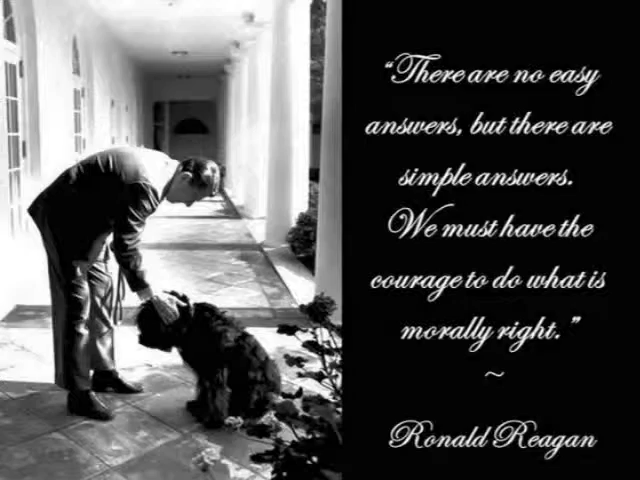 “There are no easy
answers, but there are
simple answers.
We must have the
courage to do what is
morally right.”
~
Ronald Reagan